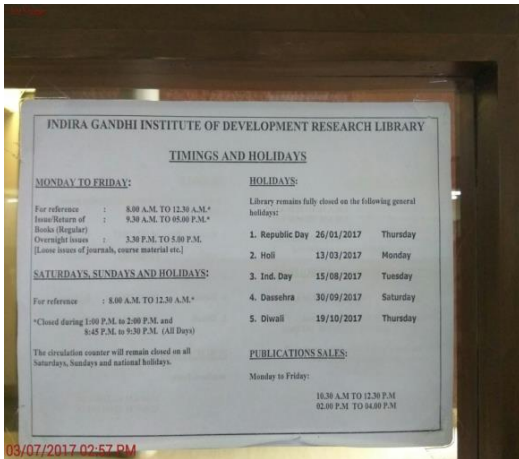 INDIRA GANDHI INSTITUTE OF DEVELOPMENT RESEARCH LIBRARY
TIMINGS AND HOLIDAYS
MONDAY TO FRIDAY:
For reference : 8.00 A.M. TO 12.30 A.M.*
Issue/Return of : 9.30 A.M. TO 05.00 P.M.*
Books (Regular)
Overnight issues : 3.30 P.M. TO 5.00 P.M.
[Loose issues of journals, course material etc.]
SATURDAYS, SUNDAYS AND HOLIDAYS:
For reference : 8.00 A.M. TO 12.30 A.M.*
*Closed during 1:00 P.M. to 2:00 P.M. and
8:45 P.M. to 9:30 P.M. (All Days)
The circulation counter will remain closed on all
Saturdays, Sundays and national holidays.
HOLIDAYS:
Library remains fully closed on the following general
holidays:
1. Republic Day 26/01/2017 Thursday
2. Holi 13/03/2017 Monday
3. Ind. Day 15/08/2017 Tuesday
4. Dassehra 30/09/2017 Saturday
5. Diwali 19/10/2017 Thursday
PUBLICATIONS SALES:
Monday to Friday:
10.30 A.M TO 12.30 P.M
02.00 P.M TO 04.00 P.M
03/07/2017 02:57 PM